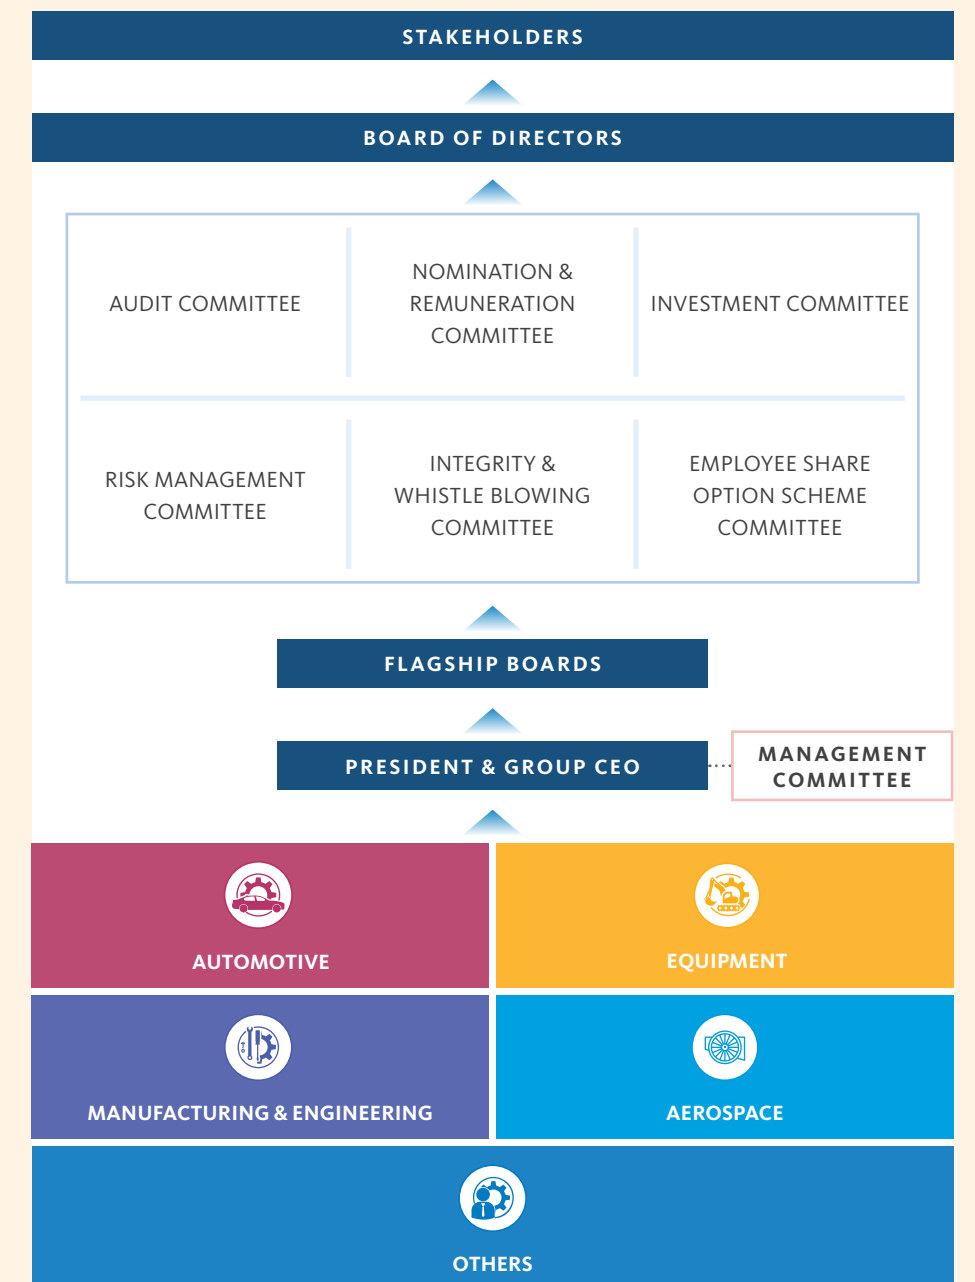 STAKEHOLDERS
BOARD OF DIRECTORS
AUDIT COMMITTEE
NOMINATION &
REMUNERATION
COMMITTEE
INVESTMENT COMMITTEE
RISK MANAGEMENT
COMMITTEE
INTEGRITY &
WHISTLE BLOWING
COMMITTEE
EMPLOYEE SHARE
OPTION SCHEME
COMMITTEE
FLAGSHIP BOARDS
PRESIDENT & GROUP CEO
MANAGEMENT
COMMITTEE
AUTOMOTIVE
EQUIPMENT
MANUFACTURING & ENGINEERING
AEROSPACE
OTHERS